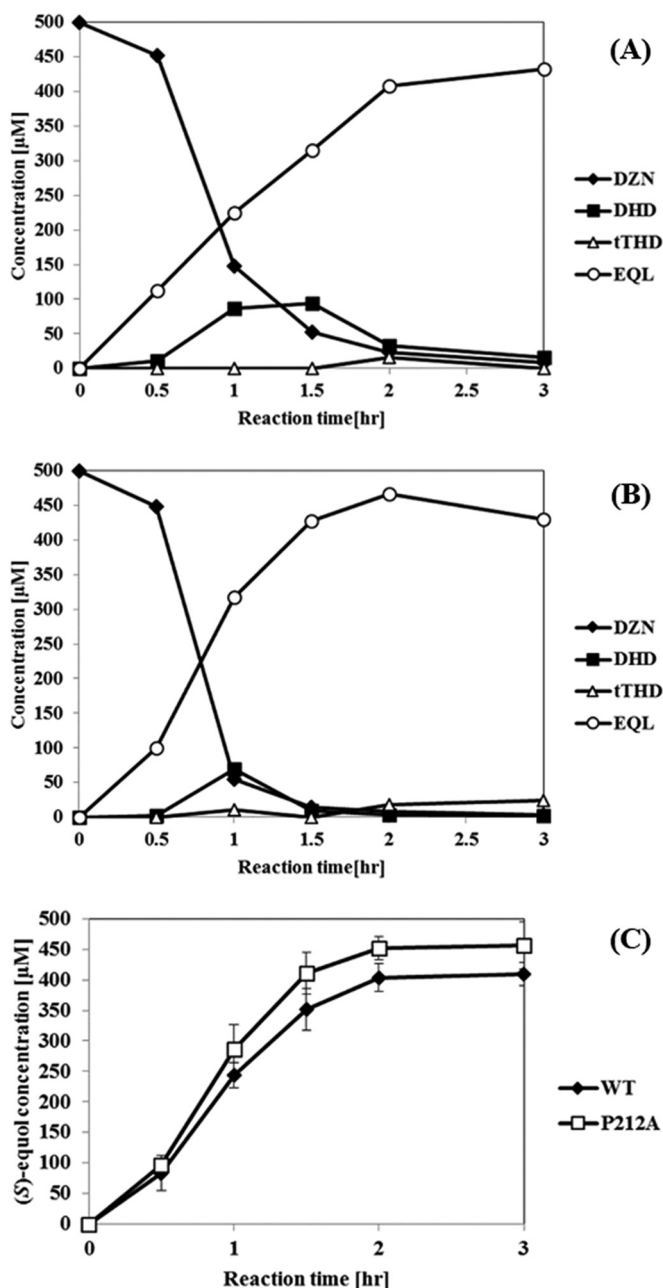 (A)
Concentration [µM]
500
450
400
350
300
250
200
150
100
50
0
0 0.5 1 1.5 2 2.5 3
Reaction time[hr]
DZN
DHD
tTHD
EQL
(B)
Concentration [µM]
500
450
400
350
300
250
200
150
100
50
0
0 0.5 1 1.5 2 2.5 3
Reaction time[hr]
DZN
DHD
tTHD
EQL
(C)
(S)-equol concentration [µM]
500
450
400
350
300
250
200
150
100
50
0
0 1 2 3
Reaction time[hr]
WT
P212A